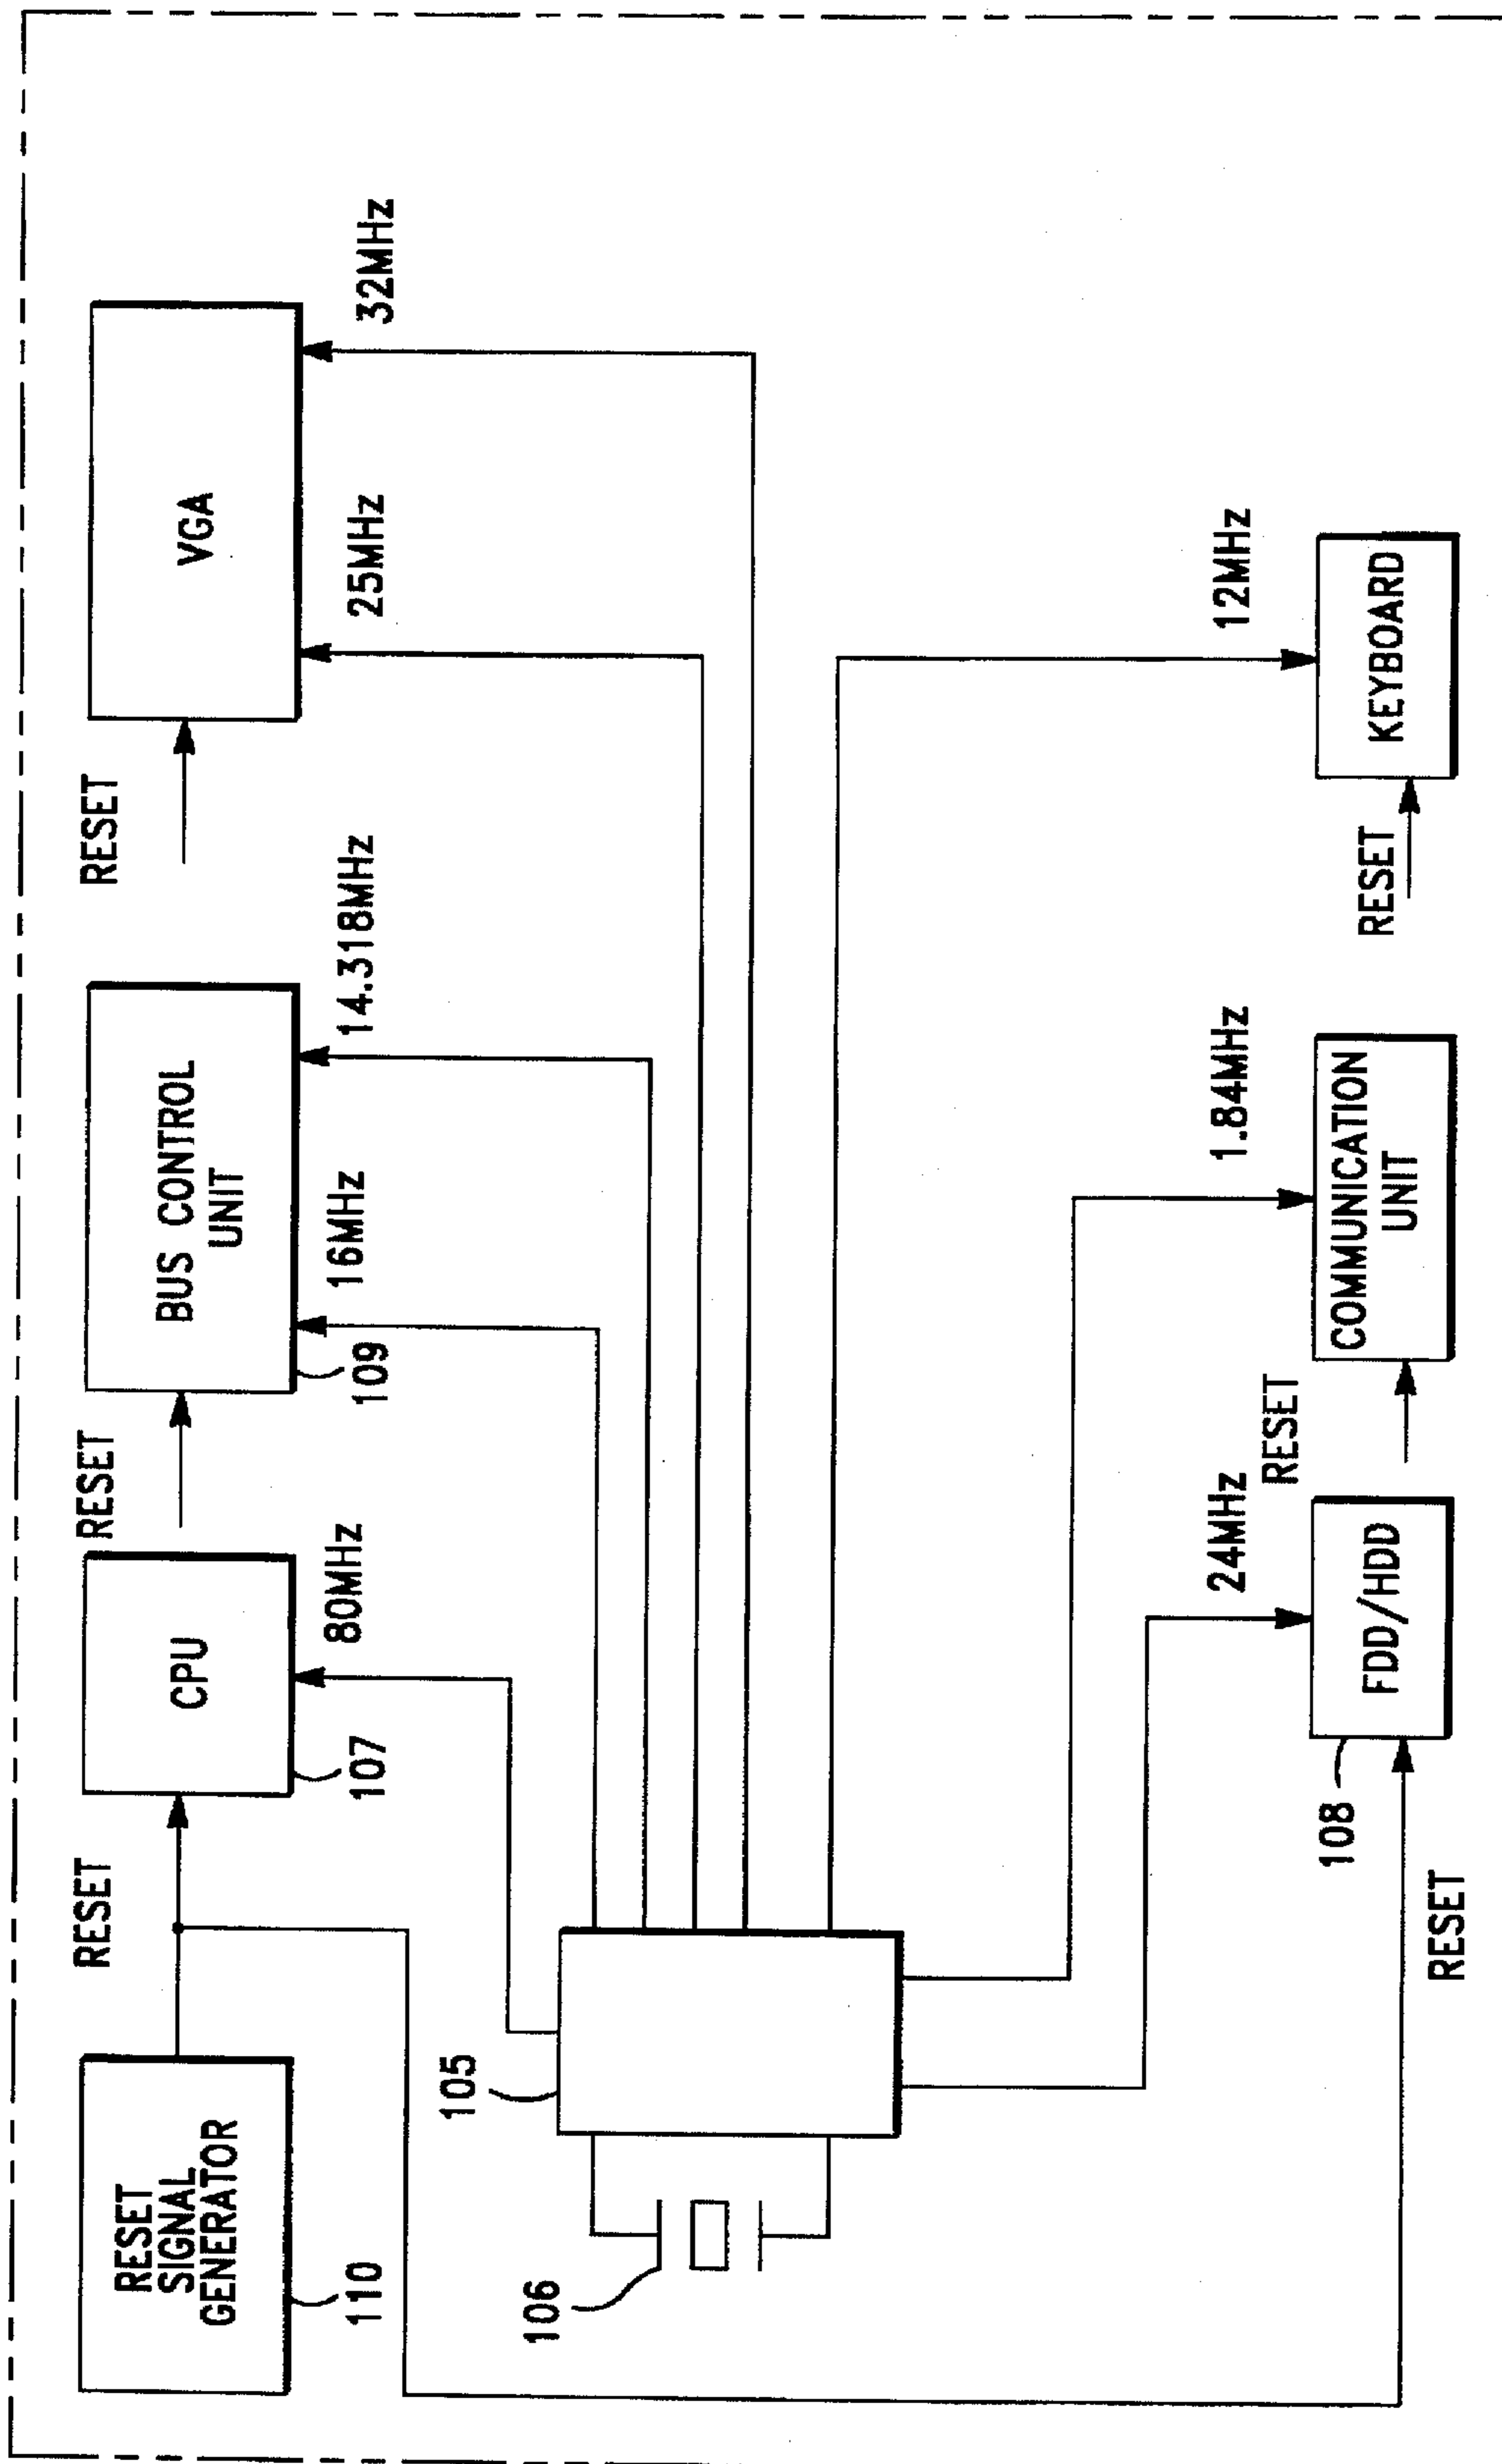 RESET
SIGNAL
GENERATOR
110
RESET
CPU
107
80MHz
RESET
BUS CONTROL
UNIT
109
16MHz
14.318MHz
RESET
VGA
25MHz
32MHz
105
106
RESET
108
FDD/HDD
24MHz
RESET
COMMUNICATION
UNIT
1.84MHz
RESET
KEYBOARD
12MHz